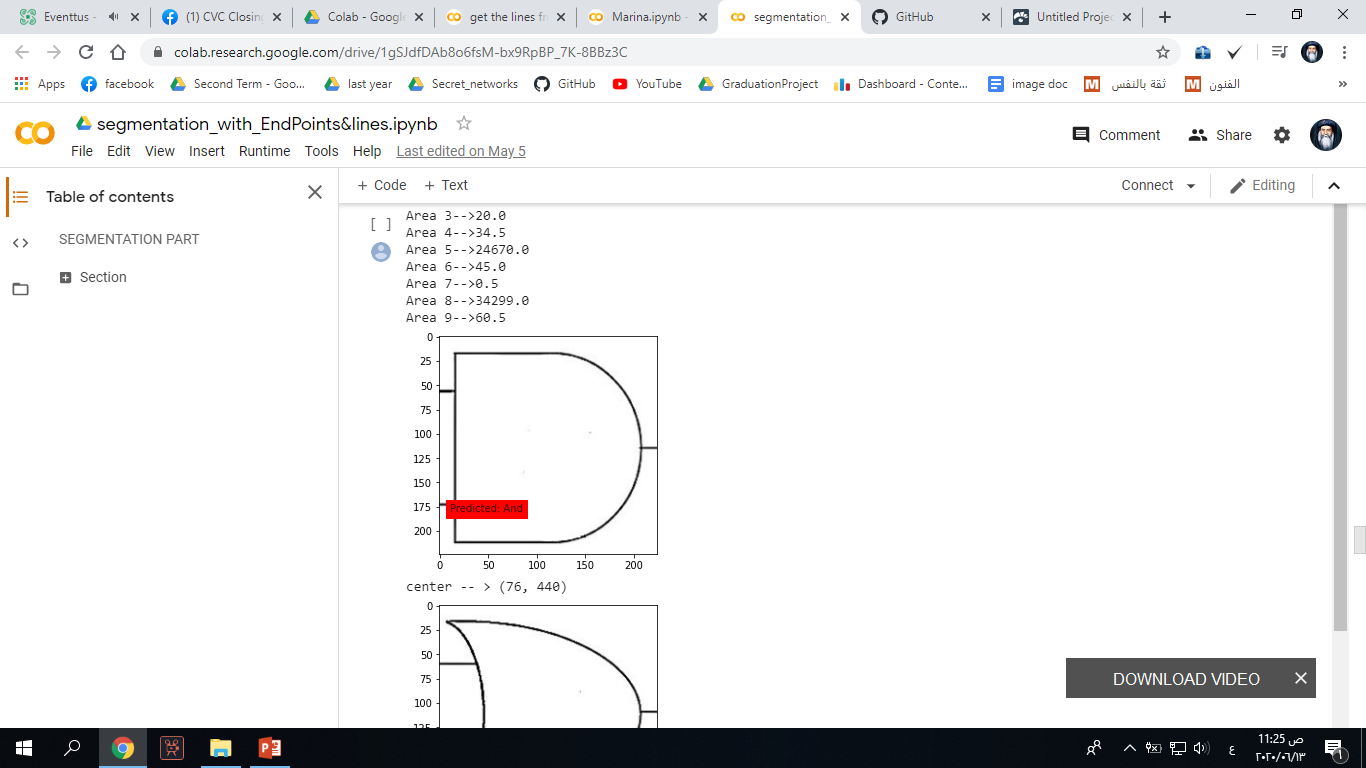 Eventtus -
(1) CVC Closing
Colab - Google
get the lines fr
Marina.ipynb -
segmentation_
GitHub
Untitled Projec
colab.research.google.com/drive/1gSJdfDAb8o6fsM-bx9RpBP_7K-8BBz3C
Apps
facebook
Second Term - Goo...
last year
Secret_networks
GitHub
YouTube
GraduationProject
Dashboard - Conte...
image doc
ثقة بالنفس
الفنون
»
segmentation_with_EndPoints&lines.ipynb
File Edit View Insert Runtime Tools Help Last edited on May 5
Comment
Share
Table of contents
+ Code + Text
Connect
Editing
SEGMENTATION PART
Section
[ ]
Area 3-->20.0
Area 4-->34.5
Area 5-->24670.0
Area 6-->45.0
Area 7-->0.5
Area 8-->34299.0
Area 9-->60.5
0
25
50
75
100
125
150
175
200
Predicted: And
0 50 100 150 200
center -- > (76, 440)
0
25
50
75
100
125
DOWNLOAD VIDEO
ع
11:25 ص
٢٠٢٠/٠٦/١٣
1